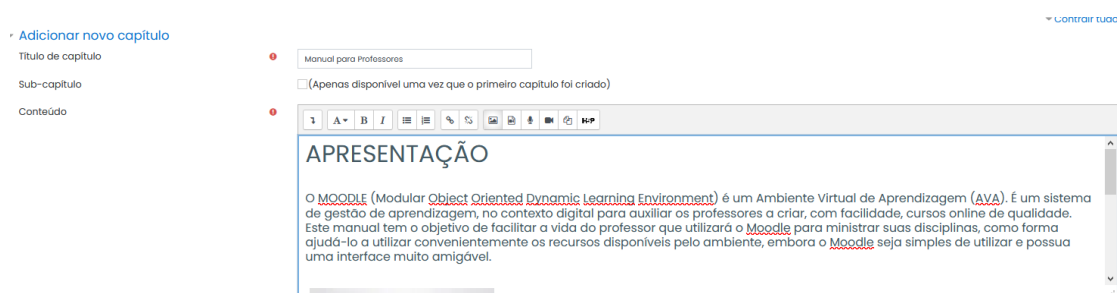 Contrair tudo
Adicionar novo capítulo
Título de capítulo
Manual para Professores
Sub-capítulo
(Apenas disponível uma vez que o primeiro capítulo foi criado)
Conteúdo
A B I H-P
APRESENTAÇÃO
O MOODLE (Modular Object Oriented Dynamic Learning Environment) é um Ambiente Virtual de Aprendizagem (AVA). É um sistema
de gestão de aprendizagem, no contexto digital para auxiliar os professores a criar, com facilidade, cursos online de qualidade.
Este manual tem o objetivo de facilitar a vida do professor que utilizará o Moodle para ministrar suas disciplinas, como forma
ajudá-lo a utilizar convenientemente os recursos disponíveis pelo ambiente, embora o Moodle seja simples de utilizar e possua
uma interface muito amigável.